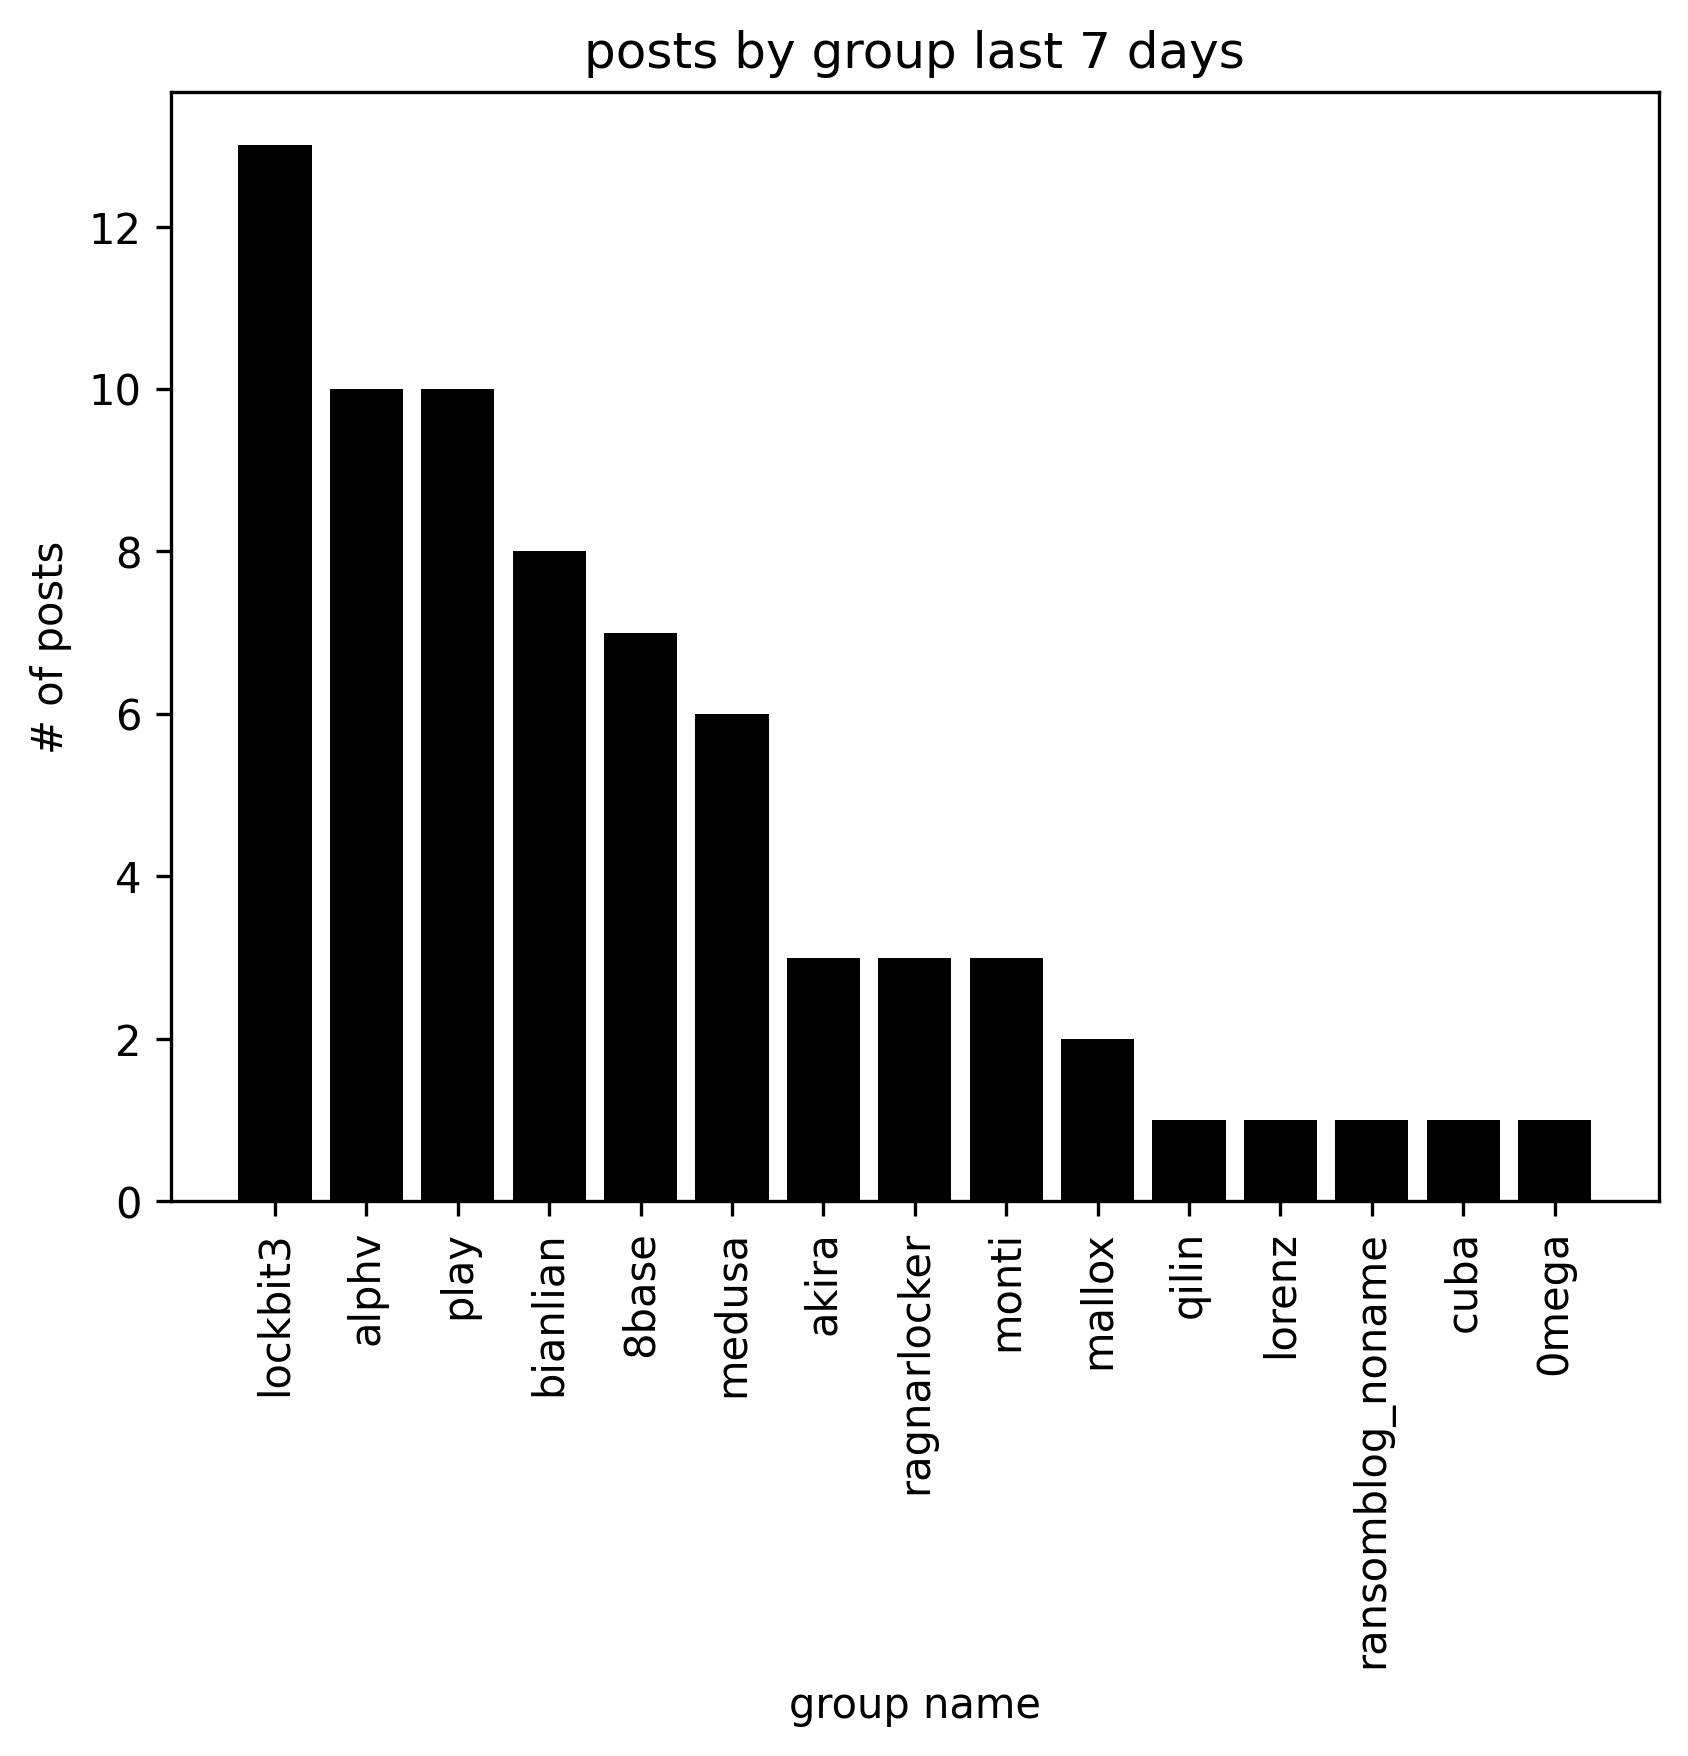 posts by group last 7 days
# of posts
12
10
8
6
4
2
0
lockbit3
alphv
play
bianlian
8base
medusa
akira
ragnarlocker
monti
mallox
qilin
lorenz
ransomblog_noname
cuba
0mega
group name